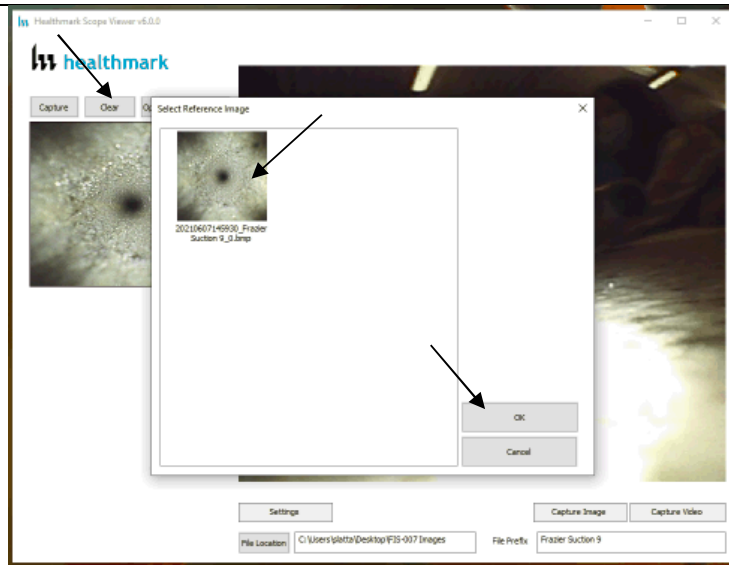 Healthmark Scope Viewer v6.0.0
healthmark
Capture
Clear
Select Reference Image
20210607145930_Frazier
Suction 9_0.bmp
OK
Cancel
Settings
Capture Image
Capture Video
File Location
C:\Users\platta\Desktop\FIS-007 Images
File Prefix
Frazier Suction 9